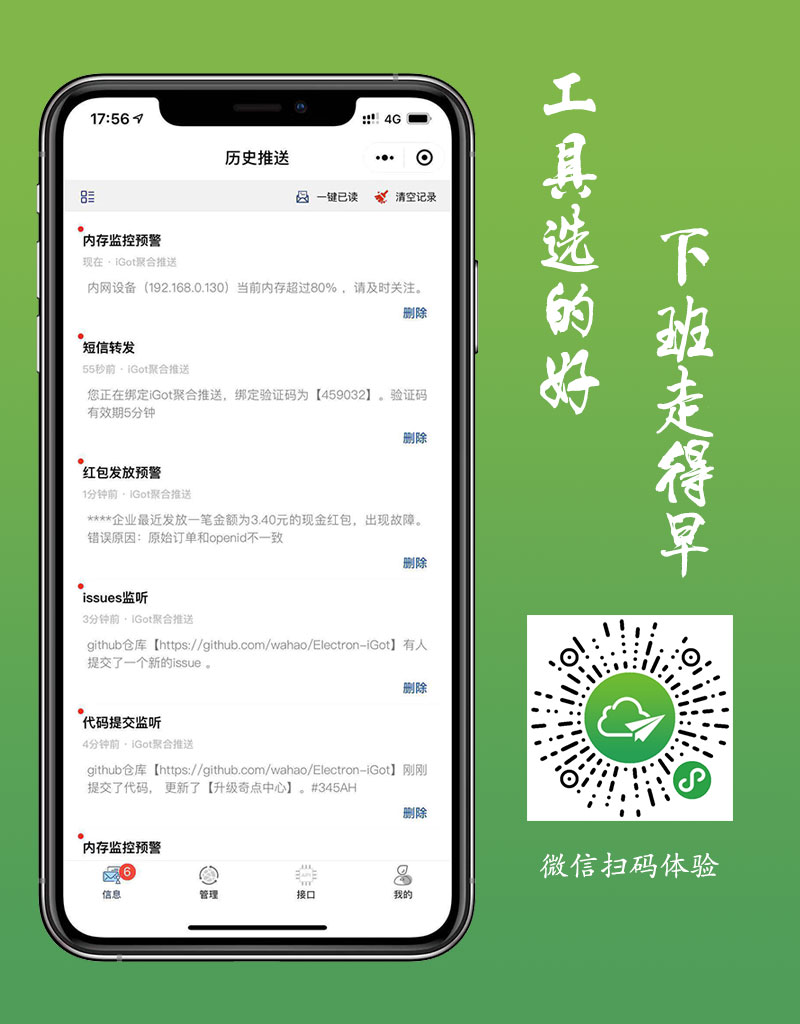 17:56
4G
历史推送
一键已读
清空记录
内存监控预警
现在 · iGot聚合推送
内网设备（192.168.0.130）当前内存超过80% ，请及时关注。
删除
短信转发
55秒前 · iGot聚合推送
您正在绑定iGot聚合推送，绑定验证码为【459032】。验证码
有效期5分钟
删除
红包发放预警
1分钟前 · iGot聚合推送
****企业最近发放一笔金额为3.40元的现金红包，出现故障。
错误原因：原始订单和openid不一致
删除
issues监听
3分钟前 · iGot聚合推送
github仓库【https://github.com/wahao/Electron-iGot】有人
提交了一个新的issue 。
删除
代码提交监听
4分钟前 · iGot聚合推送
github仓库【https://github.com/wahao/Electron-iGot】刚刚
提交了代码， 更新了【升级奇点中心】。#345AH
删除
内存监控预警
6
信息
管理
API
接口
我的
工具选的好
下班走得早
微信扫码体验